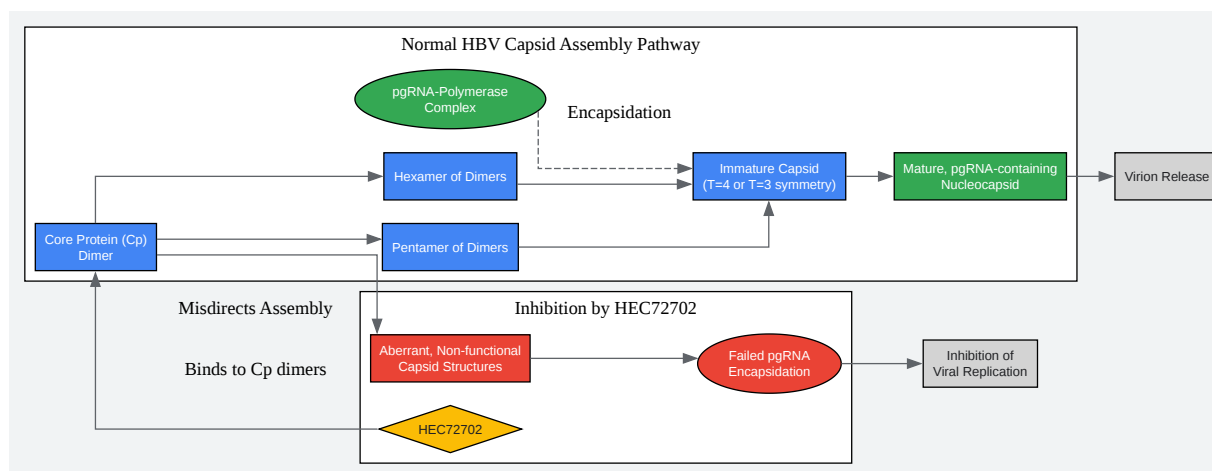 Normal HBV Capsid Assembly Pathway
pgRNA-Polymerase
Complex
Encapsidation
Hexamer of Dimers
Immature Capsid
(T=4 or T=3 symmetry)
Mature, pgRNA-containing
Nucleocapsid
Virion Release
Core Protein (Cp)
Dimer
Pentamer of Dimers
Misdirects Assembly
Inhibition by HEC72702
Binds to Cp dimers
Aberrant, Non-functional
Capsid Structures
Failed pgRNA
Encapsidation
Inhibition of
Viral Replication
HEC72702